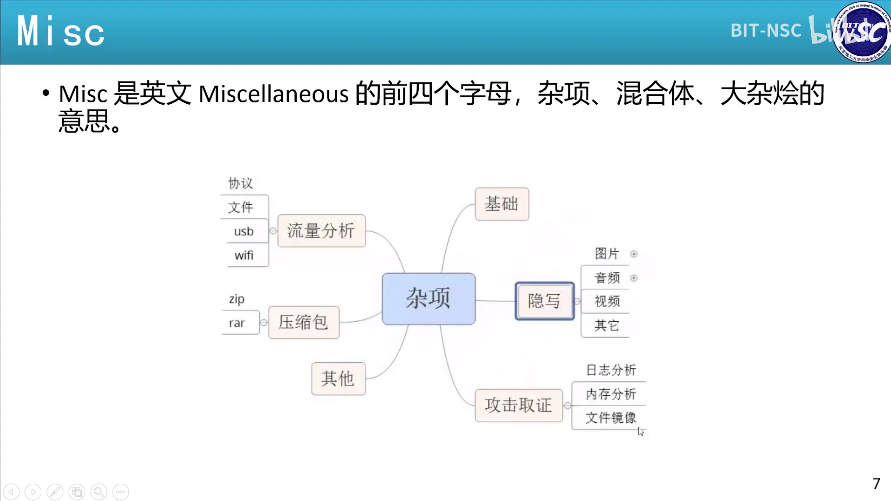 Misc
BIT-NSC
• Misc 是英文 Miscellaneous 的前四个字母，杂项、混合体、大杂烩的
意思。
协议
文件
usb
wifi
流量分析
zip
rar
压缩包
其他
杂项
基础
隐写
图片
音频
视频
其它
攻击取证
日志分析
内存分析
文件镜像
7